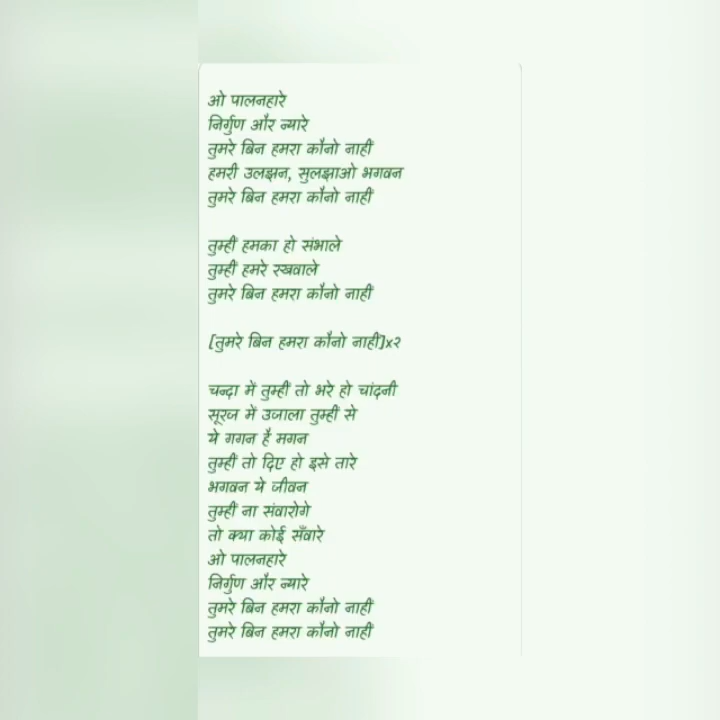 ओ पालनहारे
निर्गुण और न्यारे
तुमरे बिन हमरा कौनो नाहीं
हमरी उलझन, सुलझाओ भगवन
तुमरे बिन हमरा कौनो नाहीं
तुम्हीं हमका हो संभाले
तुम्हीं हमरे रखवाले
तुमरे बिन हमरा कौनो नाहीं
[तुमरे बिन हमरा कौनो नाहीं]x२
चन्दा में तुम्हीं तो भरे हो चांदनी
सूरज में उजाला तुम्हीं से
ये गगन है मगन
तुम्हीं तो दिए हो इसे तारे
भगवन ये जीवन
तुम्हीं ना संवारोगे
तो क्या कोई सँवारे
ओ पालनहारे
निर्गुण और न्यारे
तुमरे बिन हमरा कौनो नाहीं
तुमरे बिन हमरा कौनो नाहीं